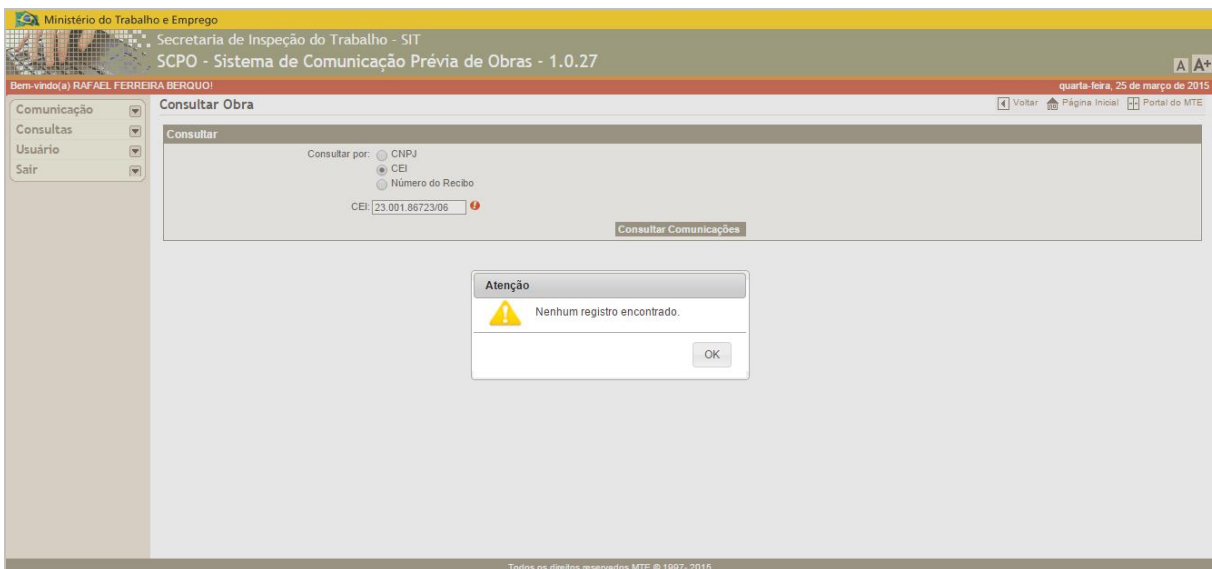 Ministério do Trabalho e Emprego
Secretaria de Inspeção do Trabalho - SIT
SCPO - Sistema de Comunicação Prévia de Obras - 1.0.27
A A+
Bem-vindo(a) RAFAEL FERREIRA BERQUO! quarta-feira, 25 de março de 2015
Comunicação
Consultas
Usuário
Sair
Consultar Obra
Voltar Página Inicial Portal do MTE
Consultar
Consultar por: CNPJ
CEI
Número do Recibo
CEI: 23.001.86723/06
Consultar Comunicações
Atenção
Nenhum registro encontrado.
OK
Todos os direitos reservados MTE © 1997- 2015